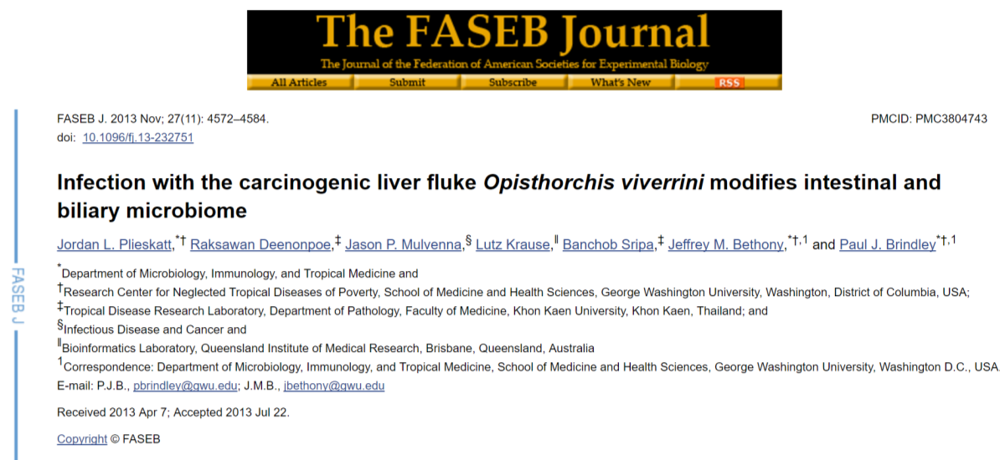 The FASEB Journal
The Journal of the Federation of American Societies for Experimental Biology
All Articles Submit Subscribe What's New RSS
FASEB J. 2013 Nov; 27(11): 4572–4584. PMCID: PMC3804743
doi: 10.1096/fj.13-232751
Infection with the carcinogenic liver fluke Opisthorchis viverrini modifies intestinal and
biliary microbiome
Jordan L. Plieskatt,*† Raksawan Deenonpoe,‡ Jason P. Mulvenna,§ Lutz Krause,‖ Banchob Sripa,‡ Jeffrey M. Bethony,*†,1 and Paul J. Brindley*†,1
*Department of Microbiology, Immunology, and Tropical Medicine and
†Research Center for Neglected Tropical Diseases of Poverty, School of Medicine and Health Sciences, George Washington University, Washington, District of Columbia, USA;
‡Tropical Disease Research Laboratory, Department of Pathology, Faculty of Medicine, Khon Kaen University, Khon Kaen, Thailand; and
§Infectious Disease and Cancer and
‖Bioinformatics Laboratory, Queensland Institute of Medical Research, Brisbane, Queensland, Australia
1Correspondence: Department of Microbiology, Immunology, and Tropical Medicine, School of Medicine and Health Sciences, George Washington University, Washington D.C., USA.
E-mail: P.J.B., pbrindley@gwu.edu; J.M.B., jbethony@gwu.edu
Received 2013 Apr 7; Accepted 2013 Jul 22.
Copyright © FASEB
FASEB J